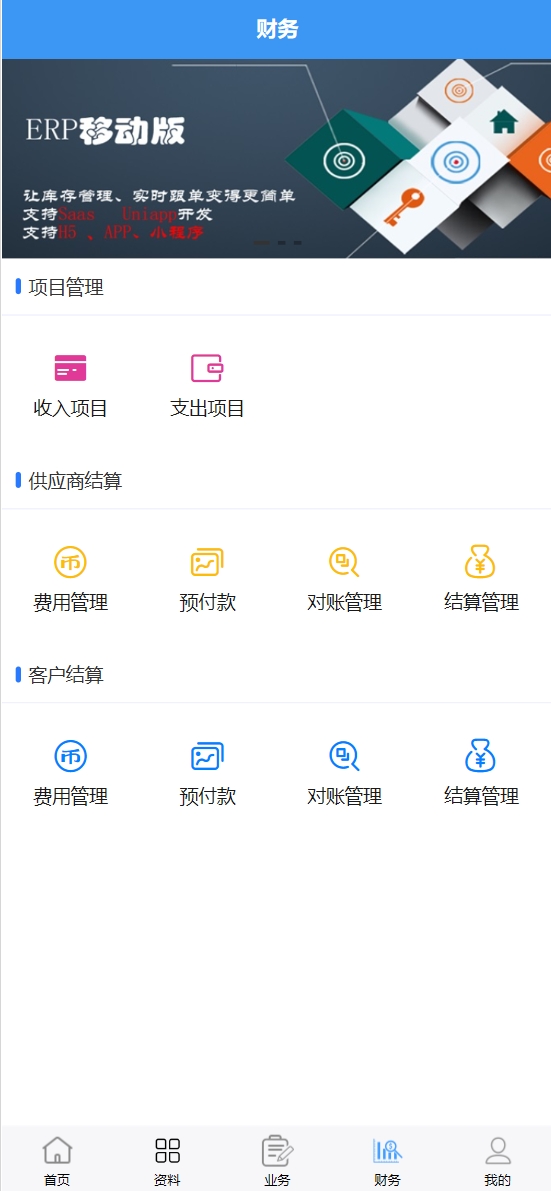 财务
ERP移动版
让库存管理、实时跟单变得更简单
支持Saas Uniapp开发
支持H5 、APP、小程序
项目管理
收入项目 支出项目
供应商结算
费用管理 预付款 对账管理 结算管理
客户结算
费用管理 预付款 对账管理 结算管理
首页 资料 业务 财务 我的